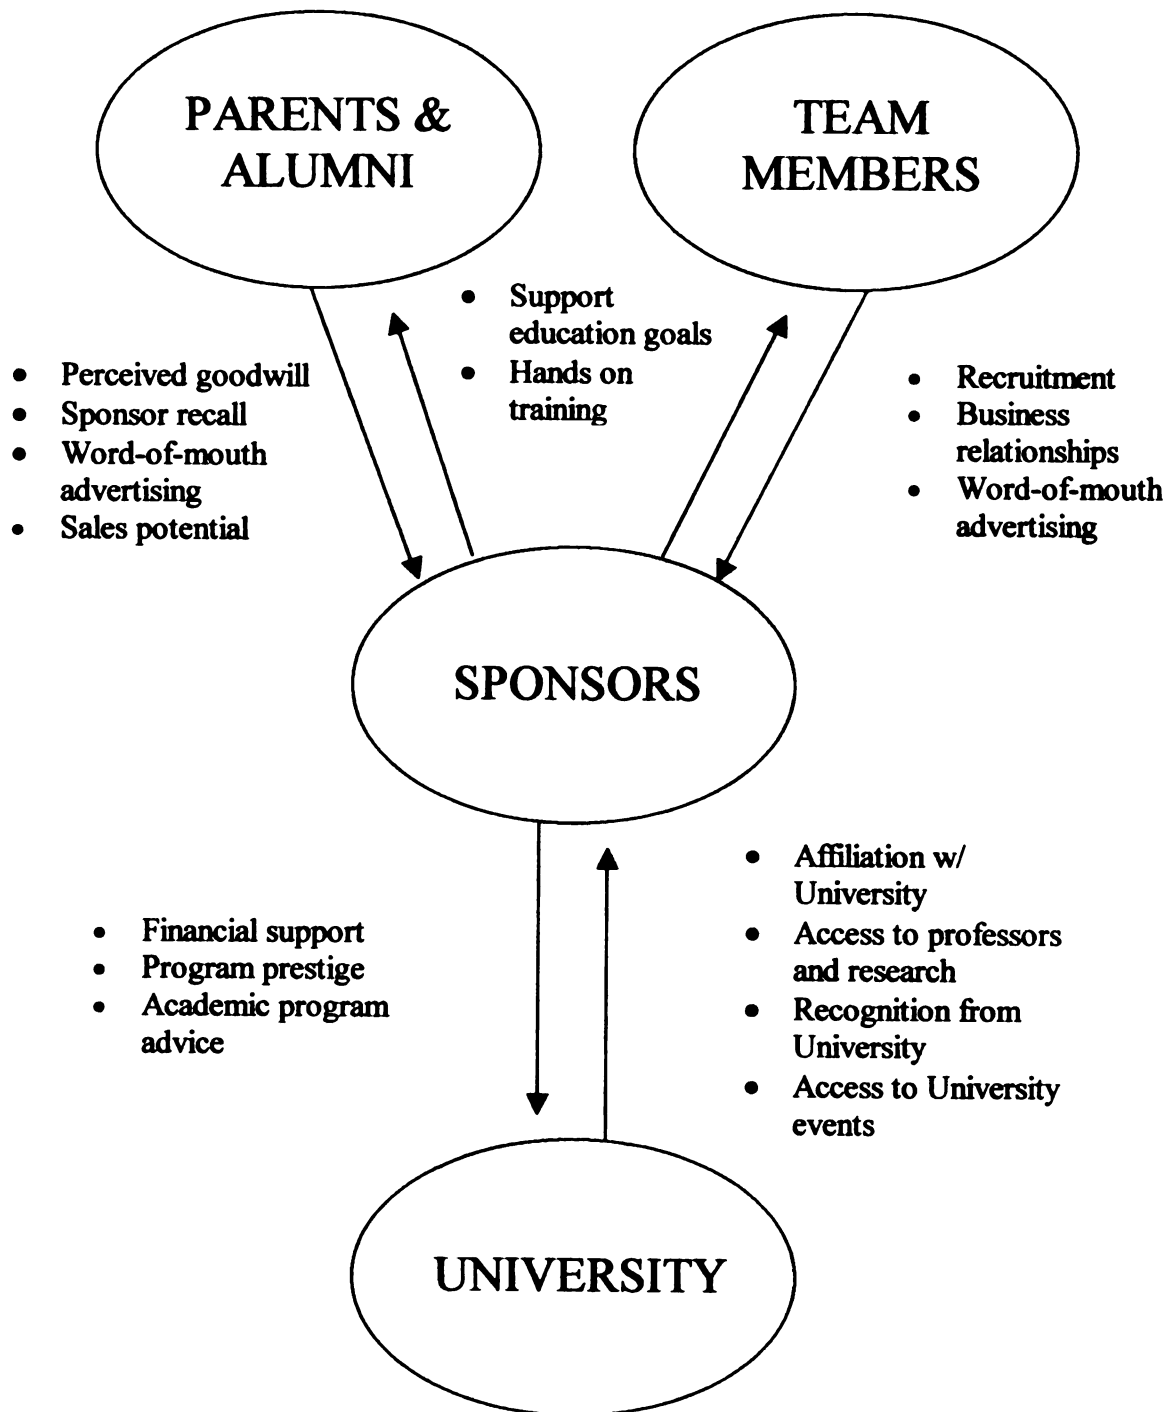 PARENTS &
ALUMNI
TEAM
MEMBERS
• Support
education goals
• Hands on
training
• Perceived goodwill
• Sponsor recall
• Word-of-mouth
advertising
• Sales potential
• Recruitment
• Business
relationships
• Word-of-mouth
advertising
SPONSORS
• Financial support
• Program prestige
• Academic program
advice
• Affiliation w/
University
• Access to professors
and research
• Recognition from
University
• Access to University
events
UNIVERSITY